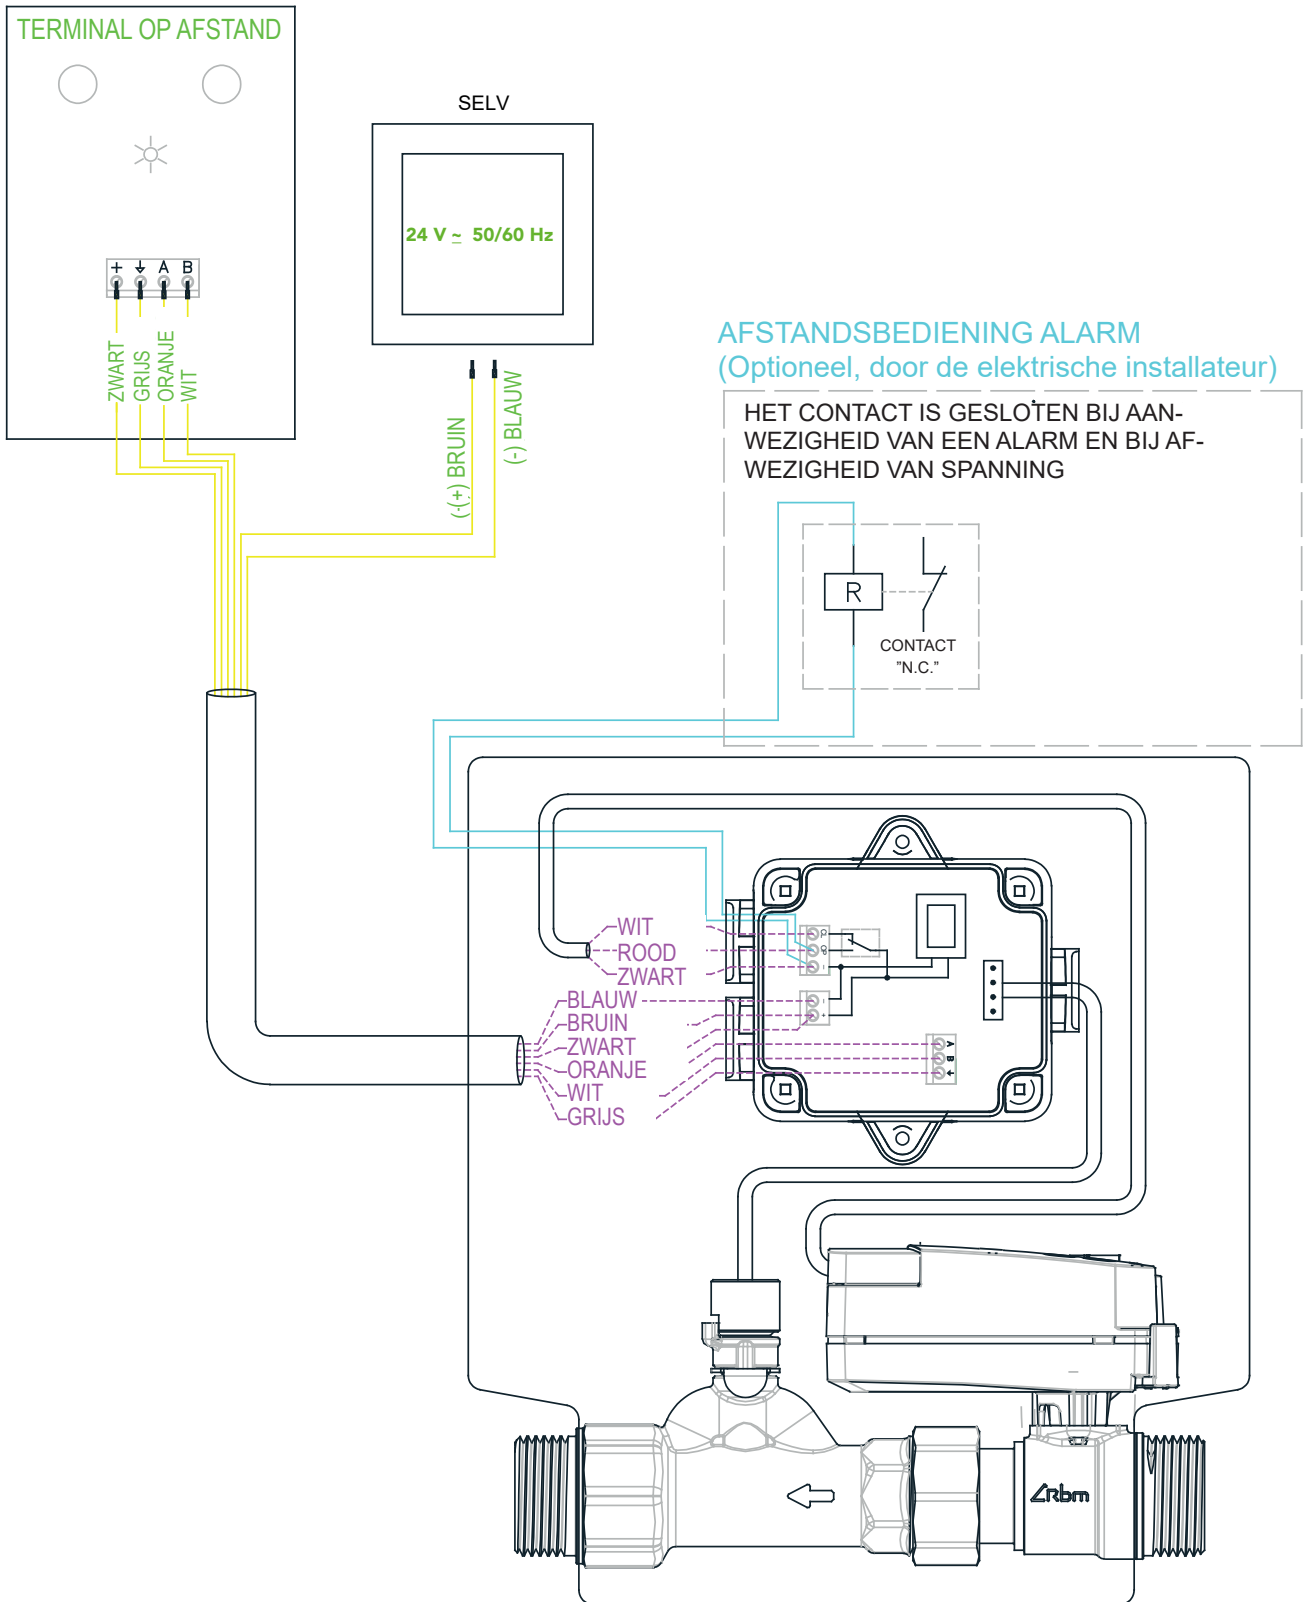 TERMINAL OP AFSTAND
+ A B
ZWART
GRIJS
ORANJE
WIT
SELV
24 V ~ 50/60 Hz
(-(+) BRUIN
(-) BLAUW
AFSTANDSBEDIENING ALARM
(Optioneel, door de elektrische installateur)
HET CONTACT IS GESLOTEN BIJ AAN-
WEZIGHEID VAN EEN ALARM EN BIJ AF-
WEZIGHEID VAN SPANNING
R
CONTACT
"N.C."
WIT
ROOD
ZWART
BLAUW
BRUIN
ZWART
ORANJE
WIT
GRIJS
-
-
+
A
B
rbm